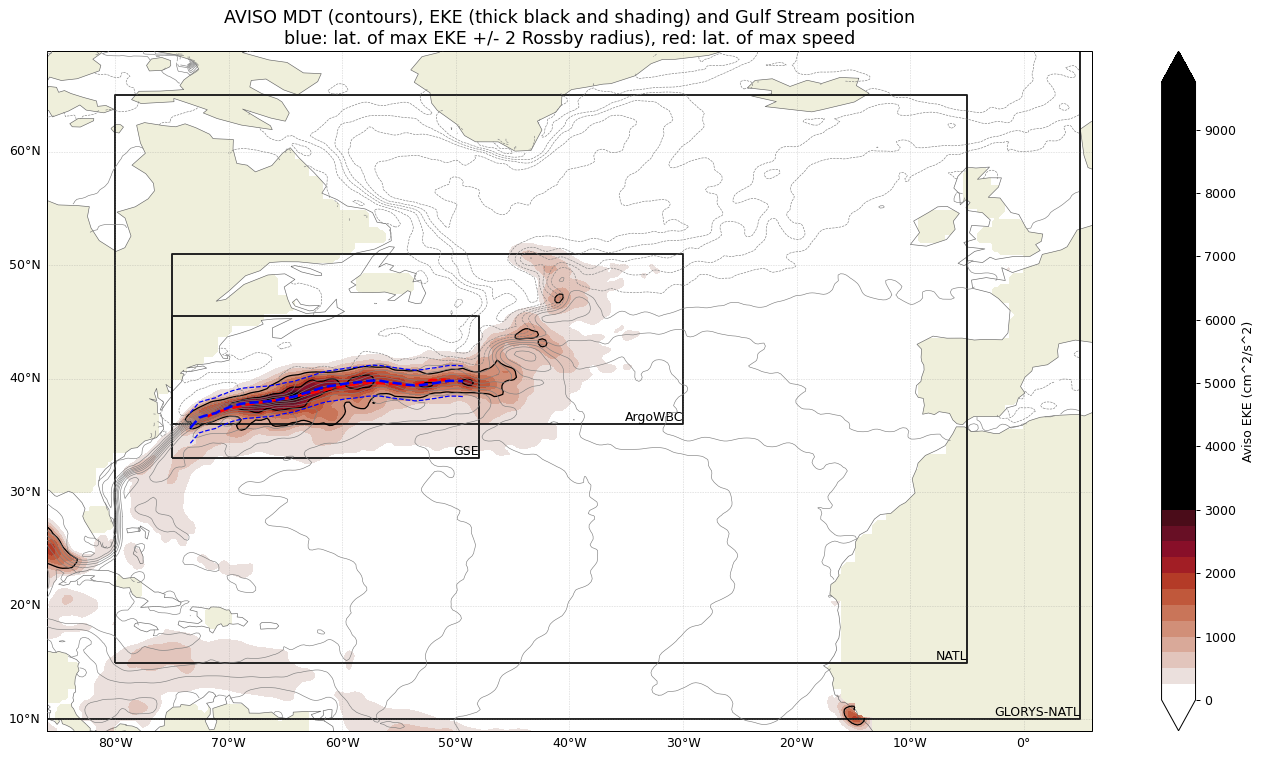 AVISO MDT (contours), EKE (thick black and shading) and Gulf Stream position
blue: lat. of max EKE +/- 2 Rossby radius), red: lat. of max speed
60°N
50°N
40°N
30°N
20°N
10°N
80°W
70°W
60°W
50°W
40°W
30°W
20°W
10°W
0°
ArgoWBC
GSE
NATL
GLORYS-NATL
9000
8000
7000
6000
5000
4000
3000
2000
1000
0
Aviso EKE (cm^2/s^2)